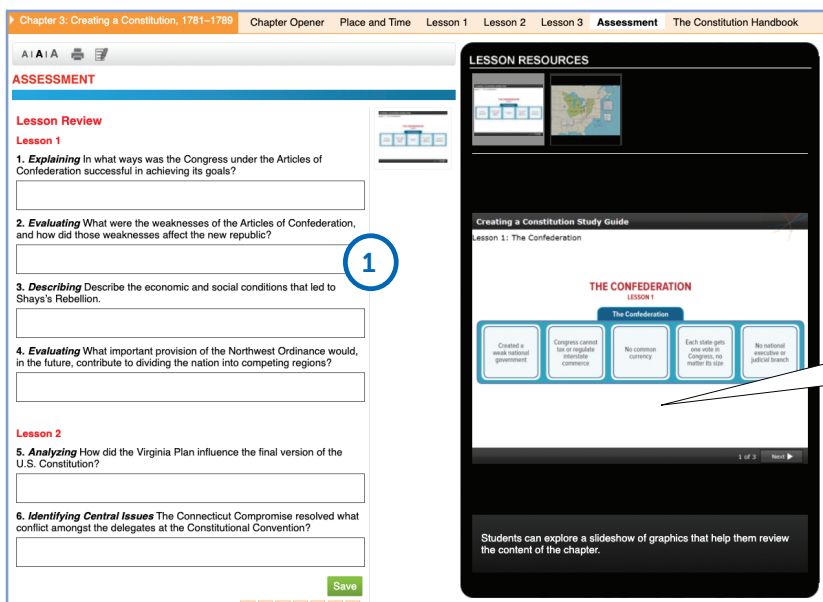 Chapter 3: Creating a Constitution, 1781–1789
Chapter Opener
Place and Time
Lesson 1
Lesson 2
Lesson 3
Assessment
The Constitution Handbook
A | A | A
ASSESSMENT
Lesson Review
Lesson 1
1. Explaining In what ways was the Congress under the Articles of
Confederation successful in achieving its goals?
2. Evaluating What were the weaknesses of the Articles of Confederation,
and how did those weaknesses affect the new republic?
1
3. Describing Describe the economic and social conditions that led to
Shays's Rebellion.
4. Evaluating What important provision of the Northwest Ordinance would,
in the future, contribute to dividing the nation into competing regions?
Lesson 2
5. Analyzing How did the Virginia Plan influence the final version of the
U.S. Constitution?
6. Identifying Central Issues The Connecticut Compromise resolved what
conflict amongst the delegates at the Constitutional Convention?
Save
LESSON RESOURCES
Creating a Constitution Study Guide
Lesson 1: The Confederation
THE CONFEDERATION
LESSON 1
The Confederation
Created a
weak national
government
Congress cannot
tax or regulate
interstate
commerce
No common
currency
Each state gets
one vote in
Congress, no
matter its size
No national
executive or
judicial branch
1 of 3
Next
Students can explore a slideshow of graphics that help them review
the content of the chapter.